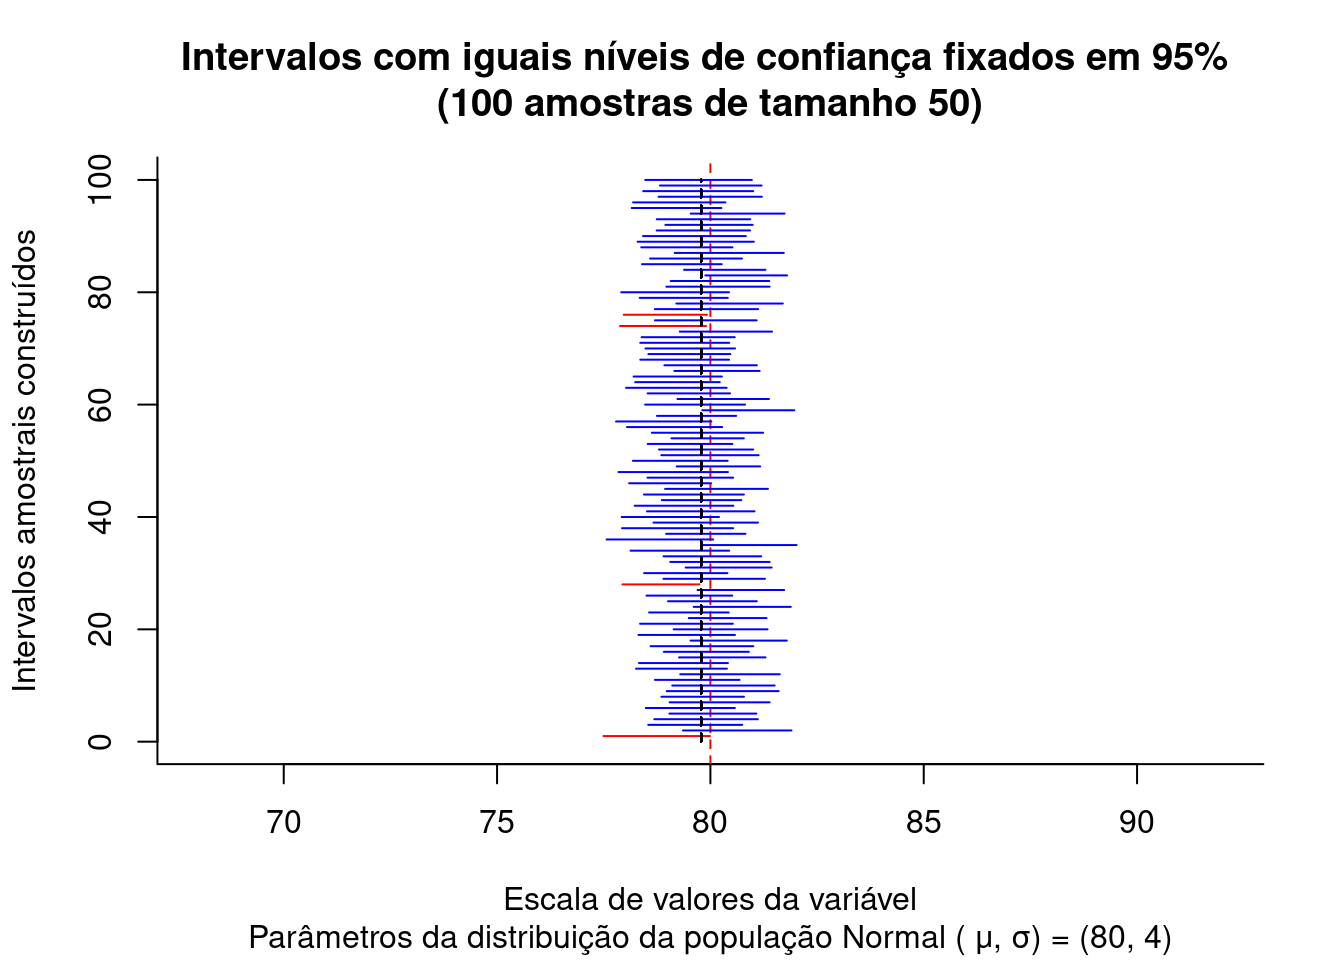 Intervalos com iguais níveis de confiança fixados em 95%
(100 amostras de tamanho 50)
Intervalos amostrais construídos
100
80
60
40
20
0
70 75 80 85 90
Escala de valores da variável
Parâmetros da distribuição da população Normal ( μ, σ) = (80, 4)